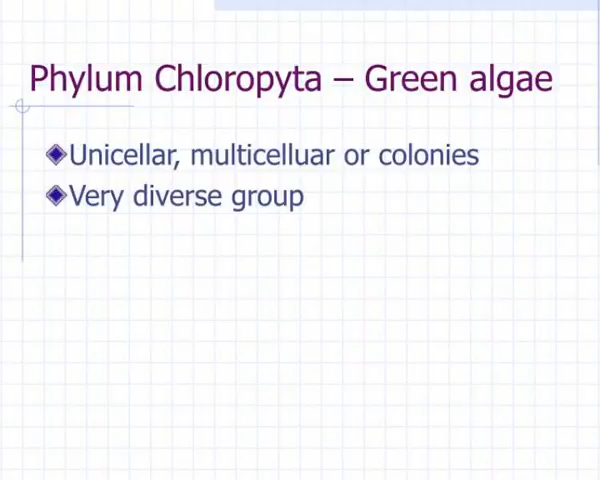 Phylum Chloropyta – Green algae
Unicellar, multicelluar or colonies
Very diverse group